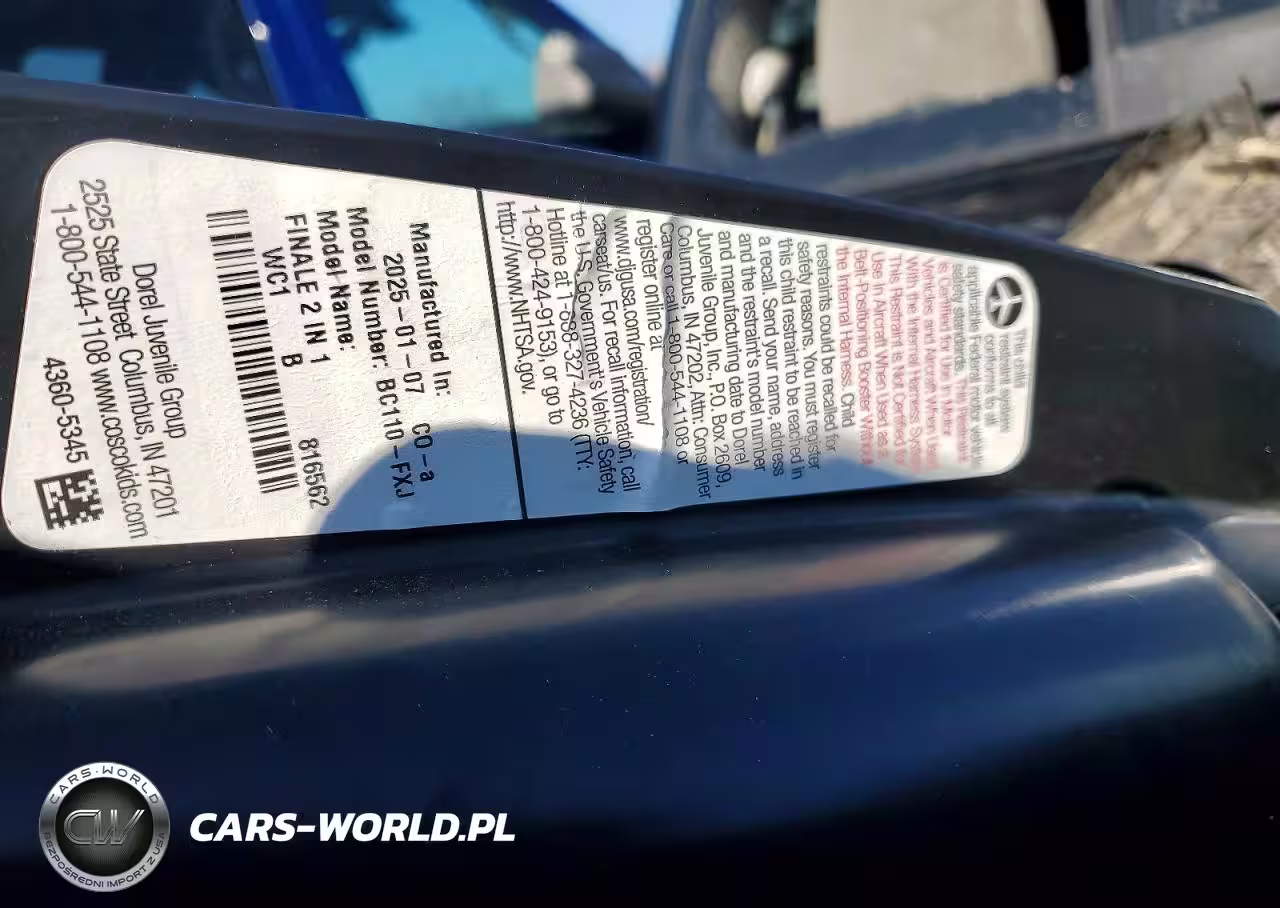 This child
restraint system
conforms to all
applicable Federal motor vehicle
safety standards. This Restraint
is Certified for Use in Motor
Vehicles and Aircraft When Used
With the Internal Harness System
This Restraint is Not Certified for
Use in Aircraft When Used as a
Belt-Positioning Booster Without
the Internal Harness. Child
restraints could be recalled for
safety reasons. You must register
this child restraint to be reached in
a recall. Send your name, address
and the restraint's model number
and manufacturing date to Dorel
Juvenile Group, Inc., P.O. Box 2609,
Columbus, IN 47202, Attn: Consumer
Care or call 1-800-544-1108 or
register online at
www.djgusa.com/registration/
carseat/us. For recall information, call
the U.S. Government's Vehicle Safety
Hotline at 1-888-327-4236 (TTY:
1-800-424-9153), or go to
http://www.NHTSA.gov.
Manufactured In:
2025-01-07 CO-a
Model Number: BC110-FXJ
Model Name:
FINALE 2 IN 1 816562
WC1 B
Dorel Juvenile Group
2525 State Street Columbus, IN 47201
1-800-544-1108 www.coscokids.com
4360-5345
CARS-WORLD
CW
BEZPOŚREDNI IMPORT Z USA
CARS-WORLD.PL